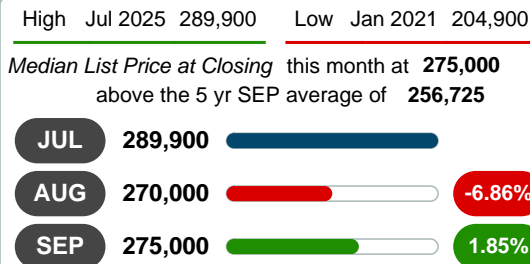 High Jul 2025 289,900 Low Jan 2021 204,900
Median List Price at Closing this month at 275,000
above the 5 yr SEP average of 256,725
JUL 289,900
AUG 270,000 -6.86%
SEP 275,000 1.85%